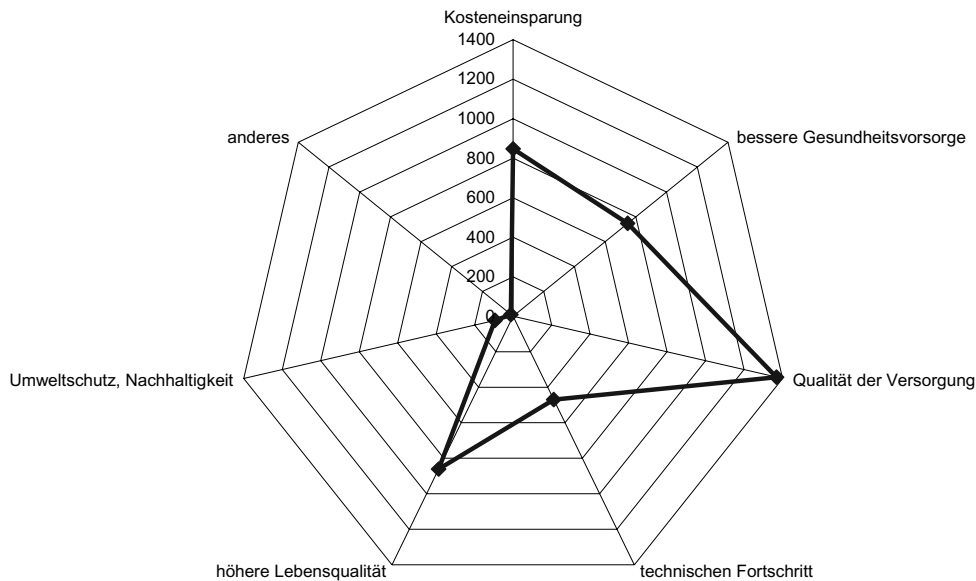 Kosteneinsparung
1400
1200
1000
800
600
400
200
0
anderes
bessere Gesundheitsvorsorge
Umweltschutz, Nachhaltigkeit
Qualität der Versorgung
höhere Lebensqualität
technischen Fortschritt